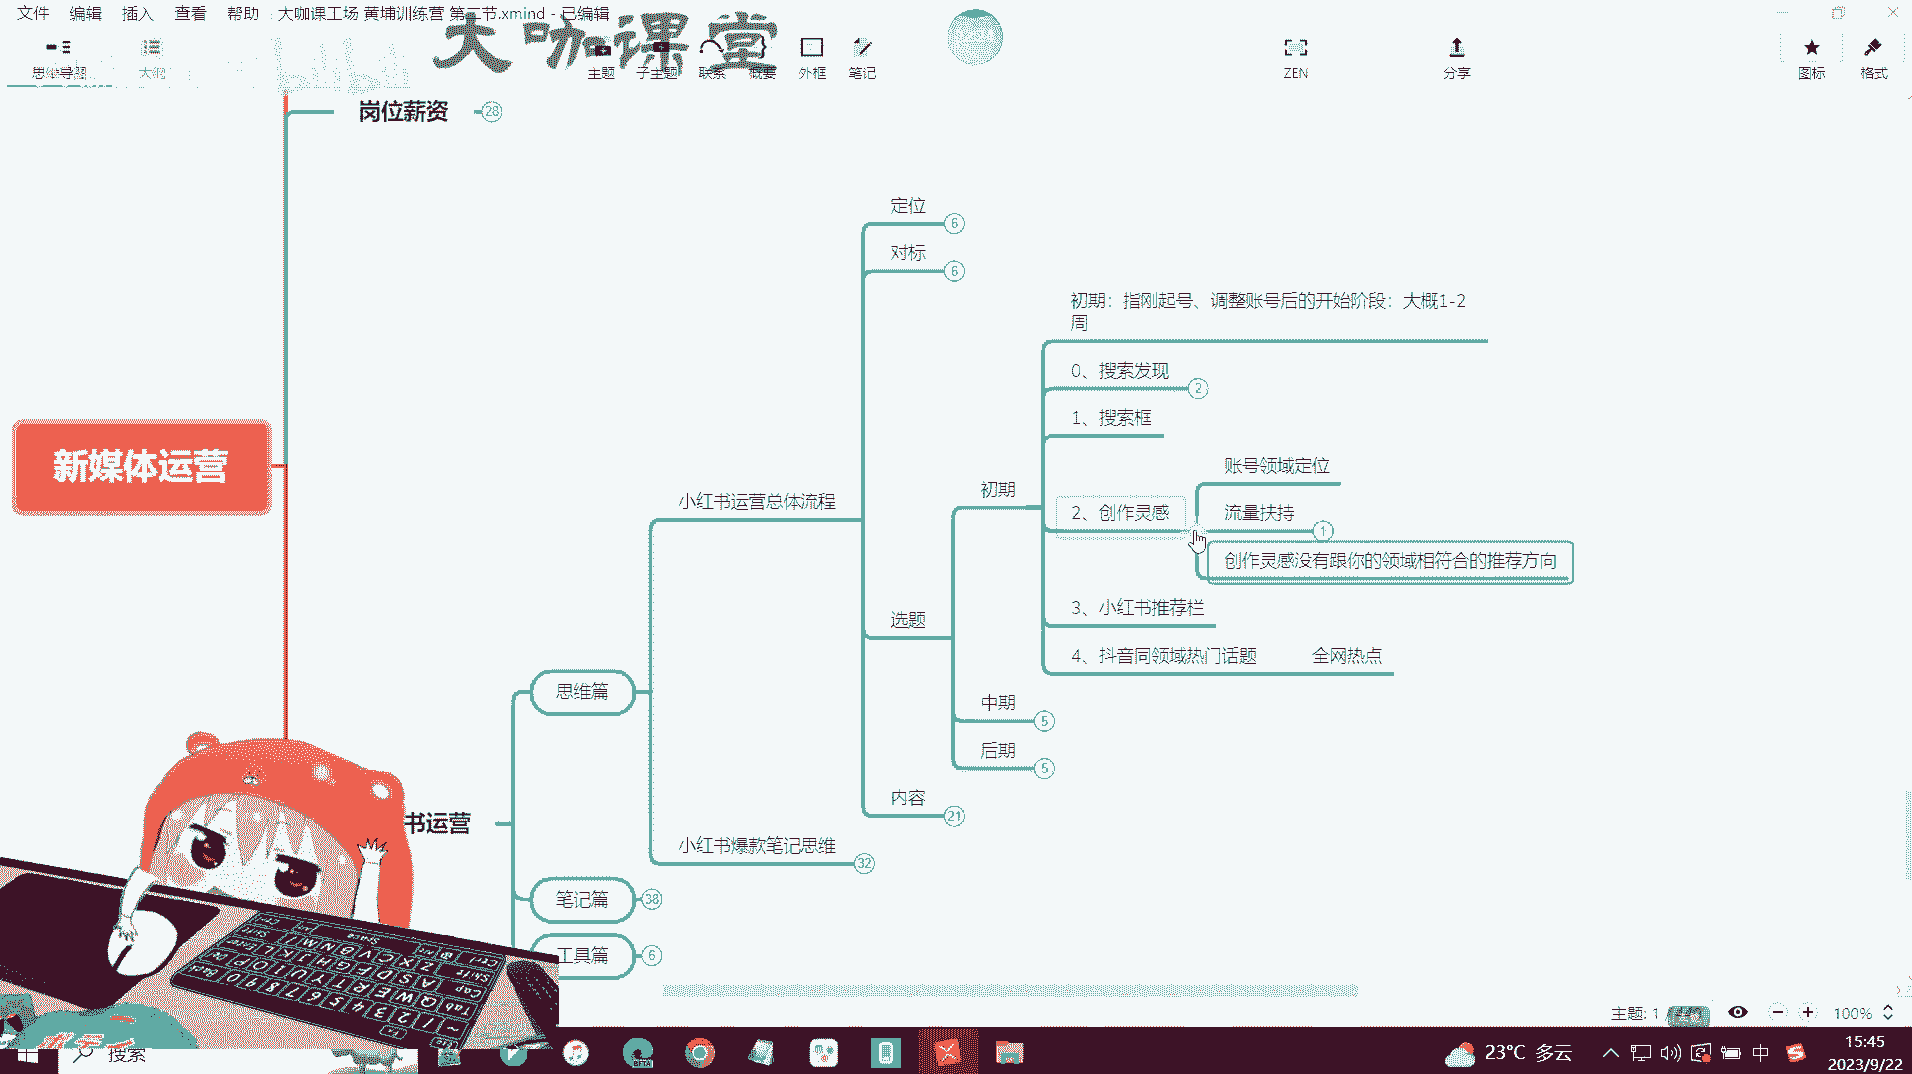 文件 编辑 插入 查看 帮助 大咖课工场 黄埔训练营 第二节.xmind - 已编辑
大咖课堂
思维导图 大纲 主题 子主题 联系 概要 外框 笔记 ZEN 分享 图标 格式
岗位薪资 28
定位 6
对标 6
初期：指刚起号、调整账号后的开始阶段：大概1-2
周
0、搜索发现 2
1、搜索框
账号领域定位
新媒体运营
小红书运营总体流程
初期
2、创作灵感
流量扶持 1
创作灵感没有跟你的领域相符合的推荐方向
3、小红书推荐栏
选题
4、抖音同领域热门话题 全网热点
思维篇
中期 5
后期 5
内容 21
书运营
小红书爆款笔记思维 32
笔记篇 38
工具篇 6
主题: 1 /
100%
搜索
BETA
23°C 多云
中
15:45
2023/9/22